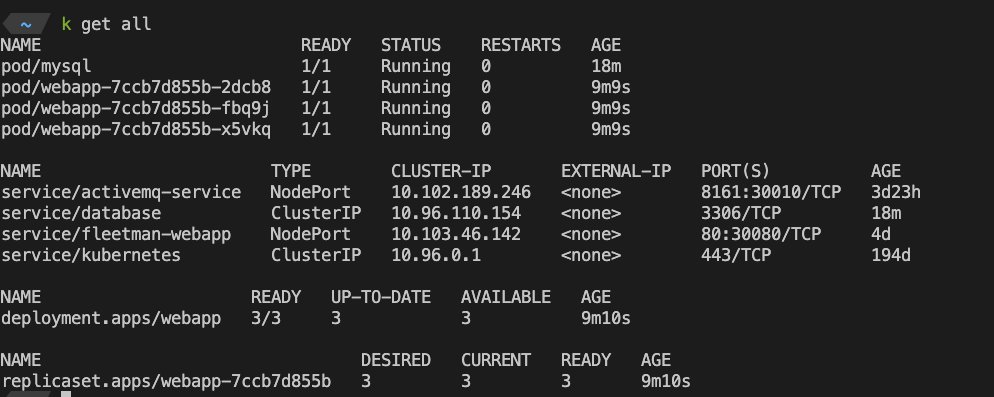 ~ k get all
NAME READY STATUS RESTARTS AGE
pod/mysql 1/1 Running 0 18m
pod/webapp-7ccb7d855b-2dcb8 1/1 Running 0 9m9s
pod/webapp-7ccb7d855b-fbq9j 1/1 Running 0 9m9s
pod/webapp-7ccb7d855b-x5vkq 1/1 Running 0 9m9s
NAME TYPE CLUSTER-IP EXTERNAL-IP PORT(S) AGE
service/activemq-service NodePort 10.102.189.246 <none> 8161:30010/TCP 3d23h
service/database ClusterIP 10.96.110.154 <none> 3306/TCP 18m
service/fleetman-webapp NodePort 10.103.46.142 <none> 80:30080/TCP 4d
service/kubernetes ClusterIP 10.96.0.1 <none> 443/TCP 194d
NAME READY UP-TO-DATE AVAILABLE AGE
deployment.apps/webapp 3/3 3 3 9m10s
NAME DESIRED CURRENT READY AGE
replicaset.apps/webapp-7ccb7d855b 3 3 3 9m10s